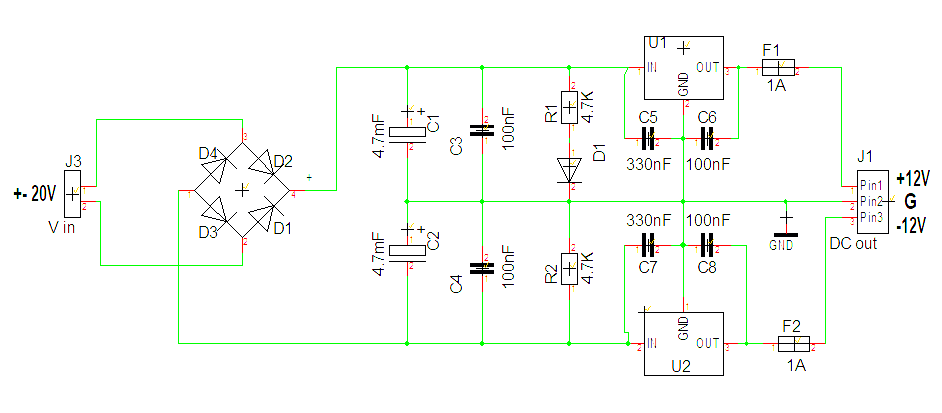 U1
F1
IN
OUT
1A
GND
+
C1
4.7mF
C3
100nF
R1
4.7K
C5
C6
J3
D4
D2
D1
330nF
100nF
J1
+- 20V
+
Pin1
+12V
Pin2
G
Pin3
-12V
V in
D3
D1
+
C2
4.7mF
C4
100nF
R2
4.7K
330nF
100nF
GND
DC out
C7
C8
GND
F2
IN
OUT
U2
1A